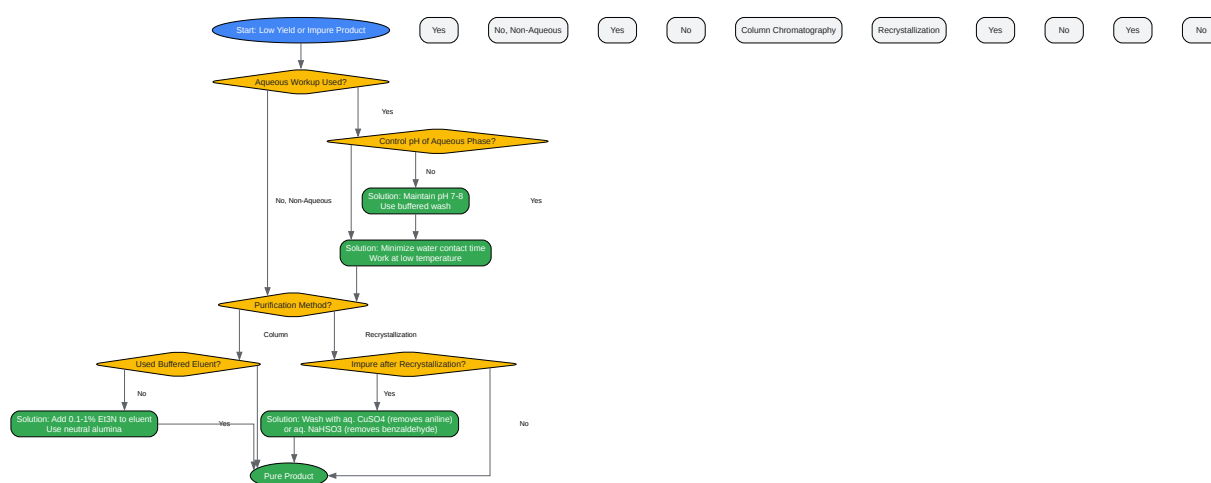 Start: Low Yield or Impure Product
Yes
No, Non-Aqueous
Yes
No
Column Chromatography
Recrystallization
Yes
No
Yes
No
Aqueous Workup Used?
Yes
Control pH of Aqueous Phase?
No
Solution: Maintain pH 7-8
Use buffered wash
No, Non-Aqueous
Yes
Solution: Minimize water contact time
Work at low temperature
Purification Method?
Column
Recrystallization
Used Buffered Eluent?
Impure after Recrystallization?
No
Yes
Solution: Add 0.1-1% Et3N to eluent
Use neutral alumina
Yes
Solution: Wash with aq. CuSO4 (removes aniline)
or aq. NaHSO3 (removes benzaldehyde)
No
Pure Product